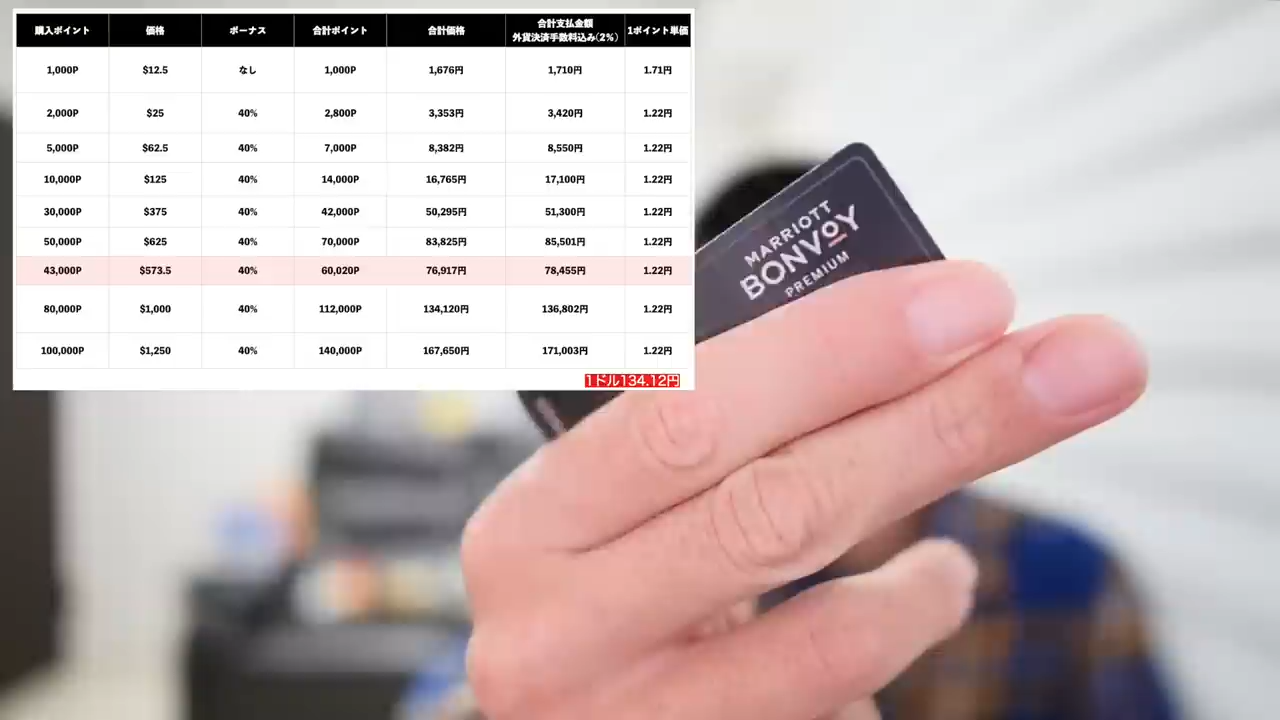 購入ポイント 価格 ボーナス 合計ポイント 合計価格 合計支払金額 外貨決済手数料込み(2%) 1ポイント単価
1,000P $12.5 なし 1,000P 1,676円 1,710円 1.71円
2,000P $25 40% 2,800P 3,353円 3,420円 1.22円
5,000P $62.5 40% 7,000P 8,382円 8,550円 1.22円
10,000P $125 40% 14,000P 16,765円 17,100円 1.22円
30,000P $375 40% 42,000P 50,295円 51,300円 1.22円
50,000P $625 40% 70,000P 83,825円 85,501円 1.22円
43,000P $573.5 40% 60,020P 76,917円 78,455円 1.22円
80,000P $1,000 40% 112,000P 134,120円 136,802円 1.22円
100,000P $1,250 40% 140,000P 167,650円 171,003円 1.22円
1ドル134.12円
MARRIOTT
BONVOY
PREMIUM